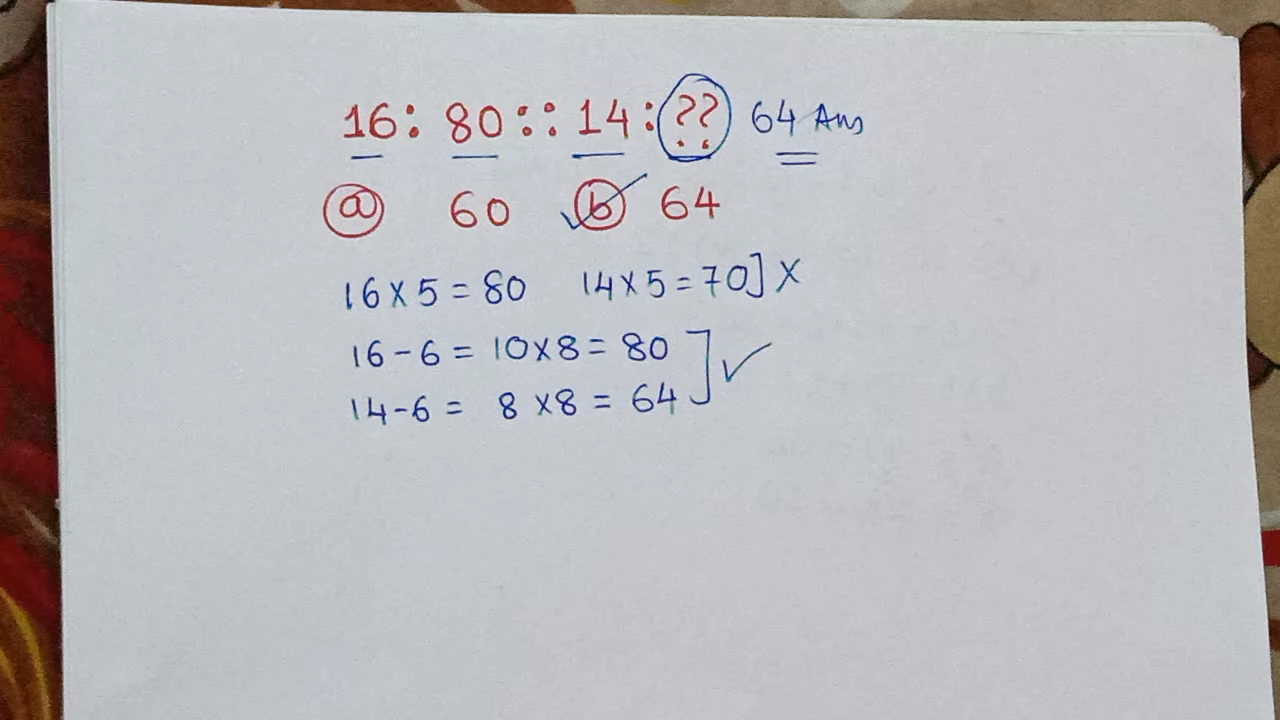 16: 80 :: 14 : ?? 64 Ans
(a) 60 (b) 64
16×5=80 14×5=70] ×
16-6 = 10×8= 80
14-6 = 8 ×8 = 64 ] ✓